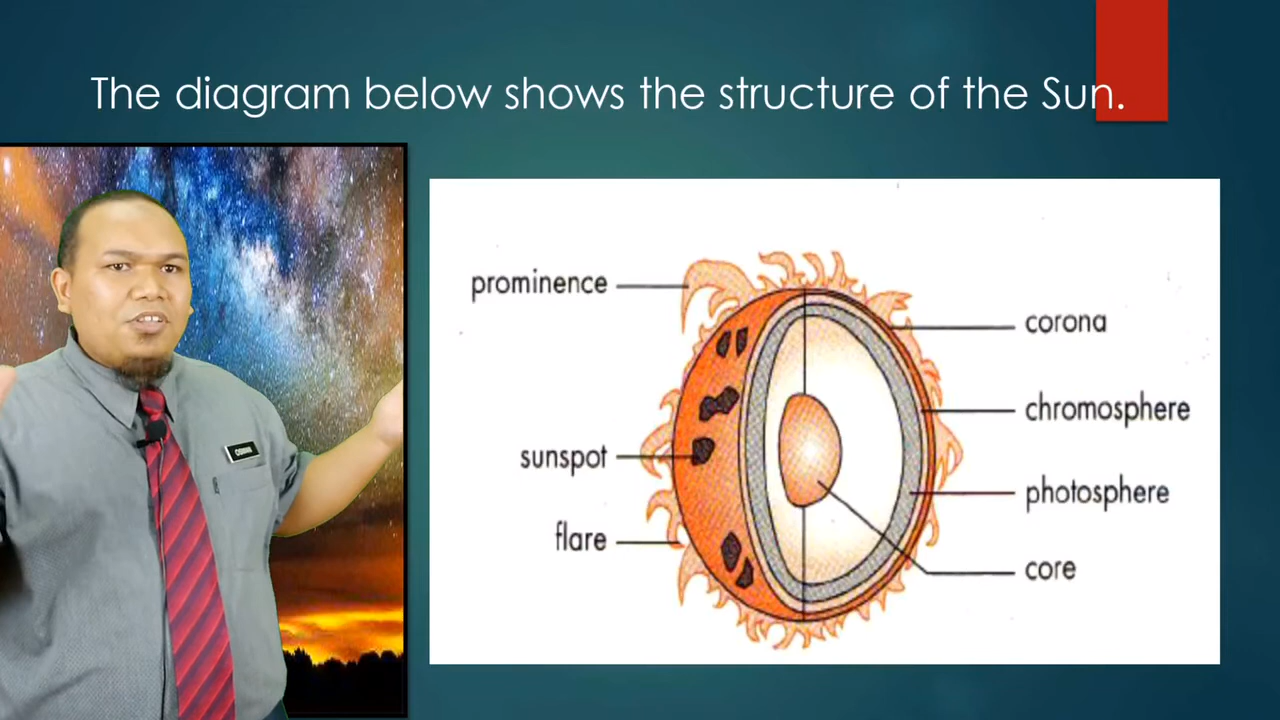 The diagram below shows the structure of the Sun.
prominence
corona
chromosphere
sunspot
photosphere
flare
core